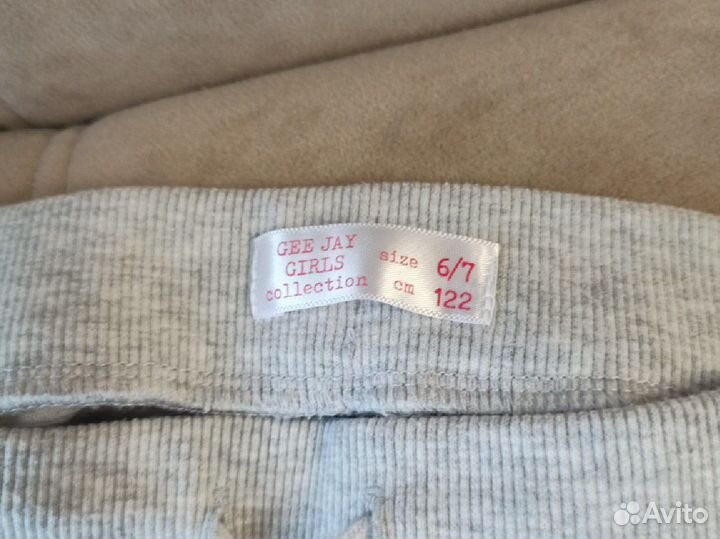 GEE JAY
GIRLS
collection
size 6/7
cm 122
Avito